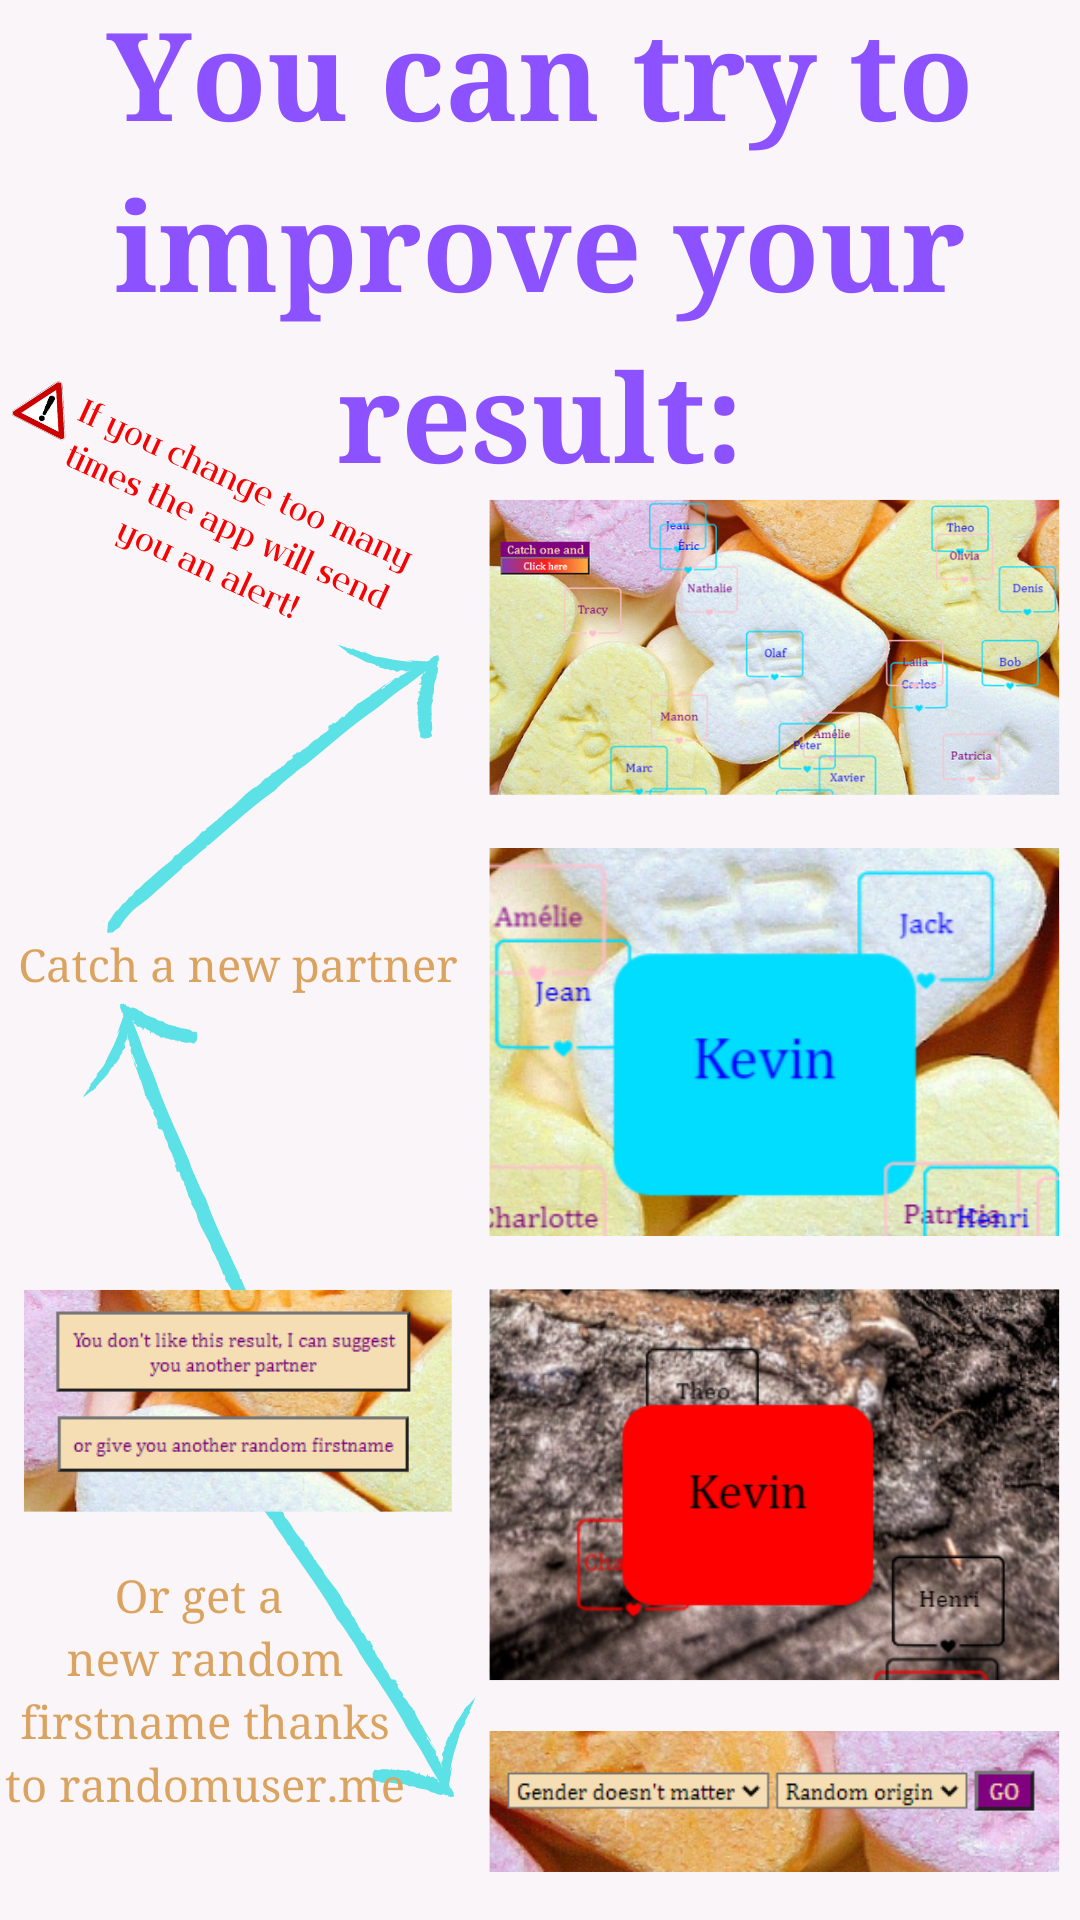 You can try to
improve your
result:
If you change too many
times the app will send
you an alert!
Jean
Éric
Theo
Olivia
Catch one and
Click here
Nathalie
Denis
Tracy
Olaf
Laila
Bob
Carlos
Manon
Amélie
Peter
Patricia
Marc
Xavier
Catch a new partner
Amélie
Jack
Jean
Kevin
Charlotte
Patricia
Henri
You don't like this result, I can suggest
you another partner
or give you another random firstname
Theo
Kevin
Cha
Henri
Or get a
new random
firstname thanks
to randomuser.me
Gender doesn't matter Random origin GO